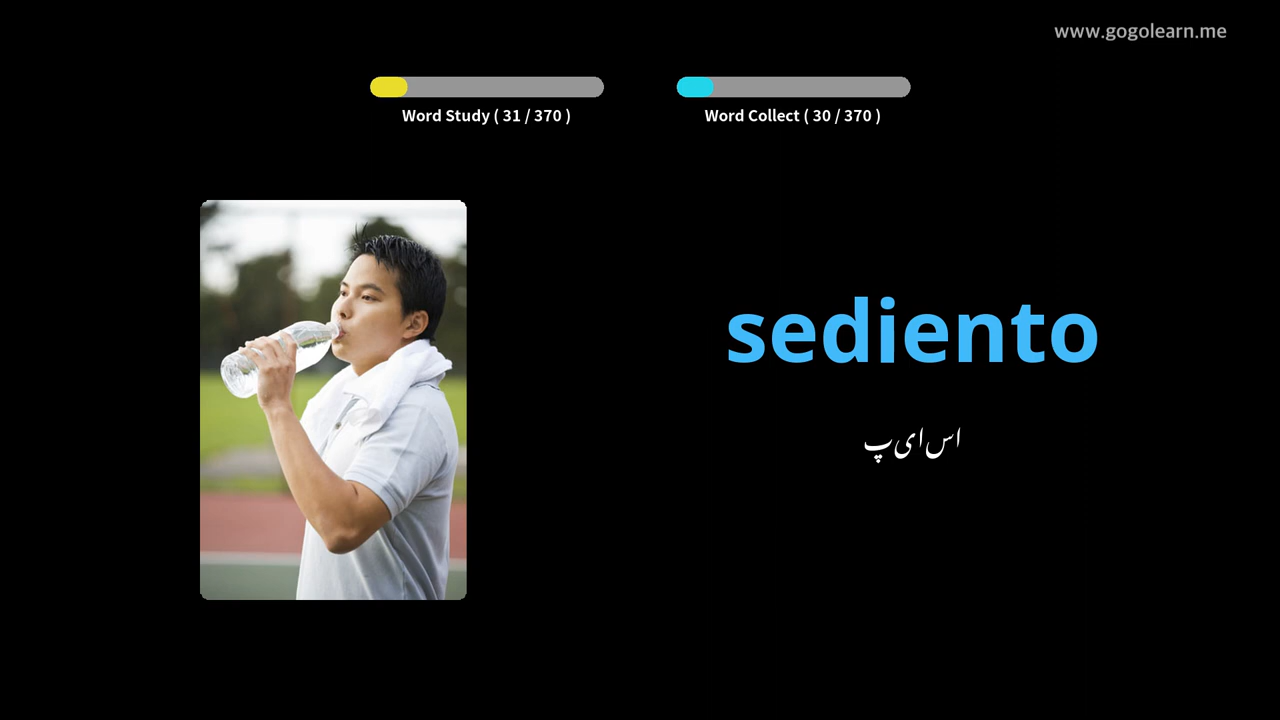 www.gogolearn.me
Word Study ( 31 / 370 )
Word Collect ( 30 / 370 )
sediento
اس‌ای‌پ